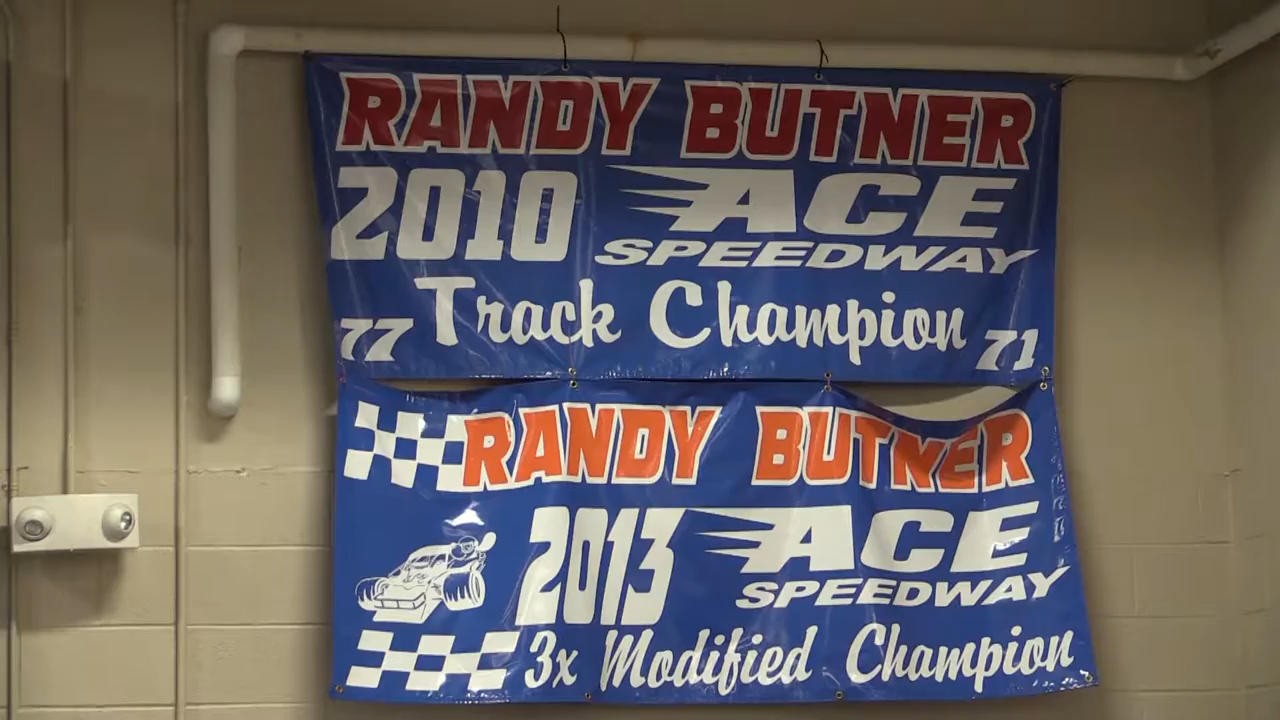 RANDY BUTNER
2010 ACE
SPEEDWAY
77 Track Champion 71
RANDY BUTNER
2013 ACE
SPEEDWAY
3x Modified Champion